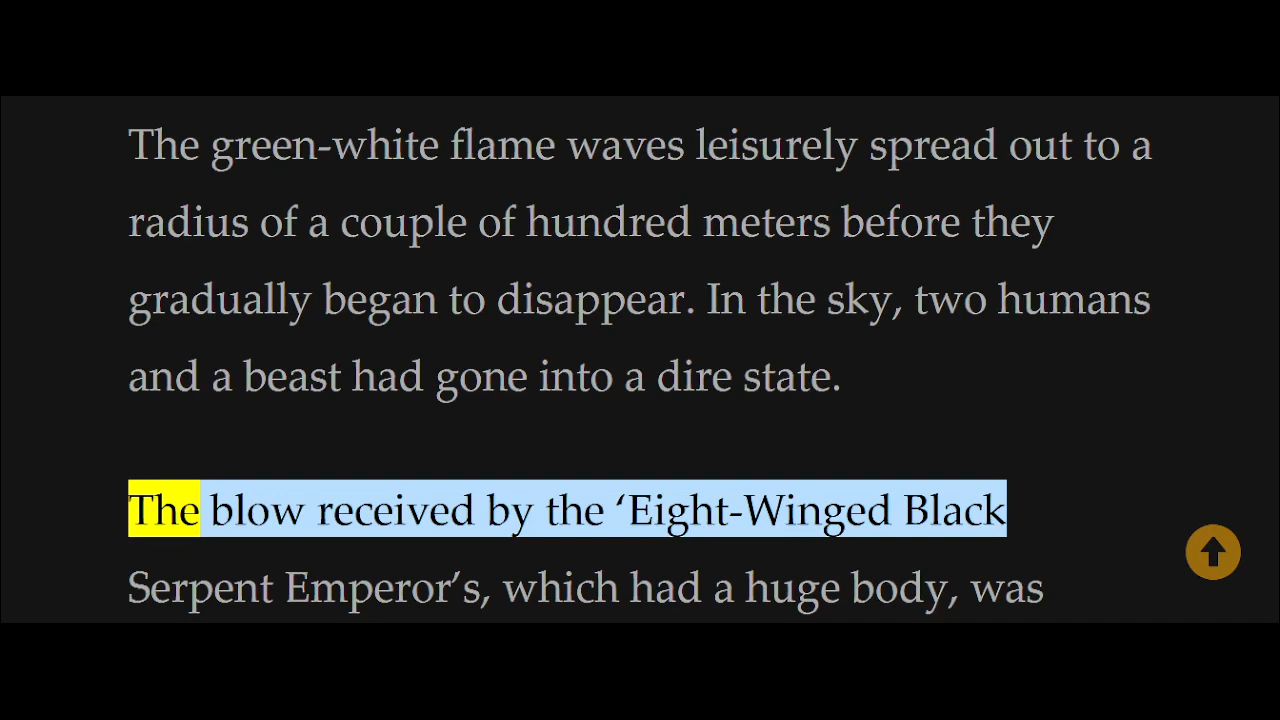 The green-white flame waves leisurely spread out to a
radius of a couple of hundred meters before they
gradually began to disappear. In the sky, two humans
and a beast had gone into a dire state.
The blow received by the ‘Eight-Winged Black
Serpent Emperor’s, which had a huge body, was